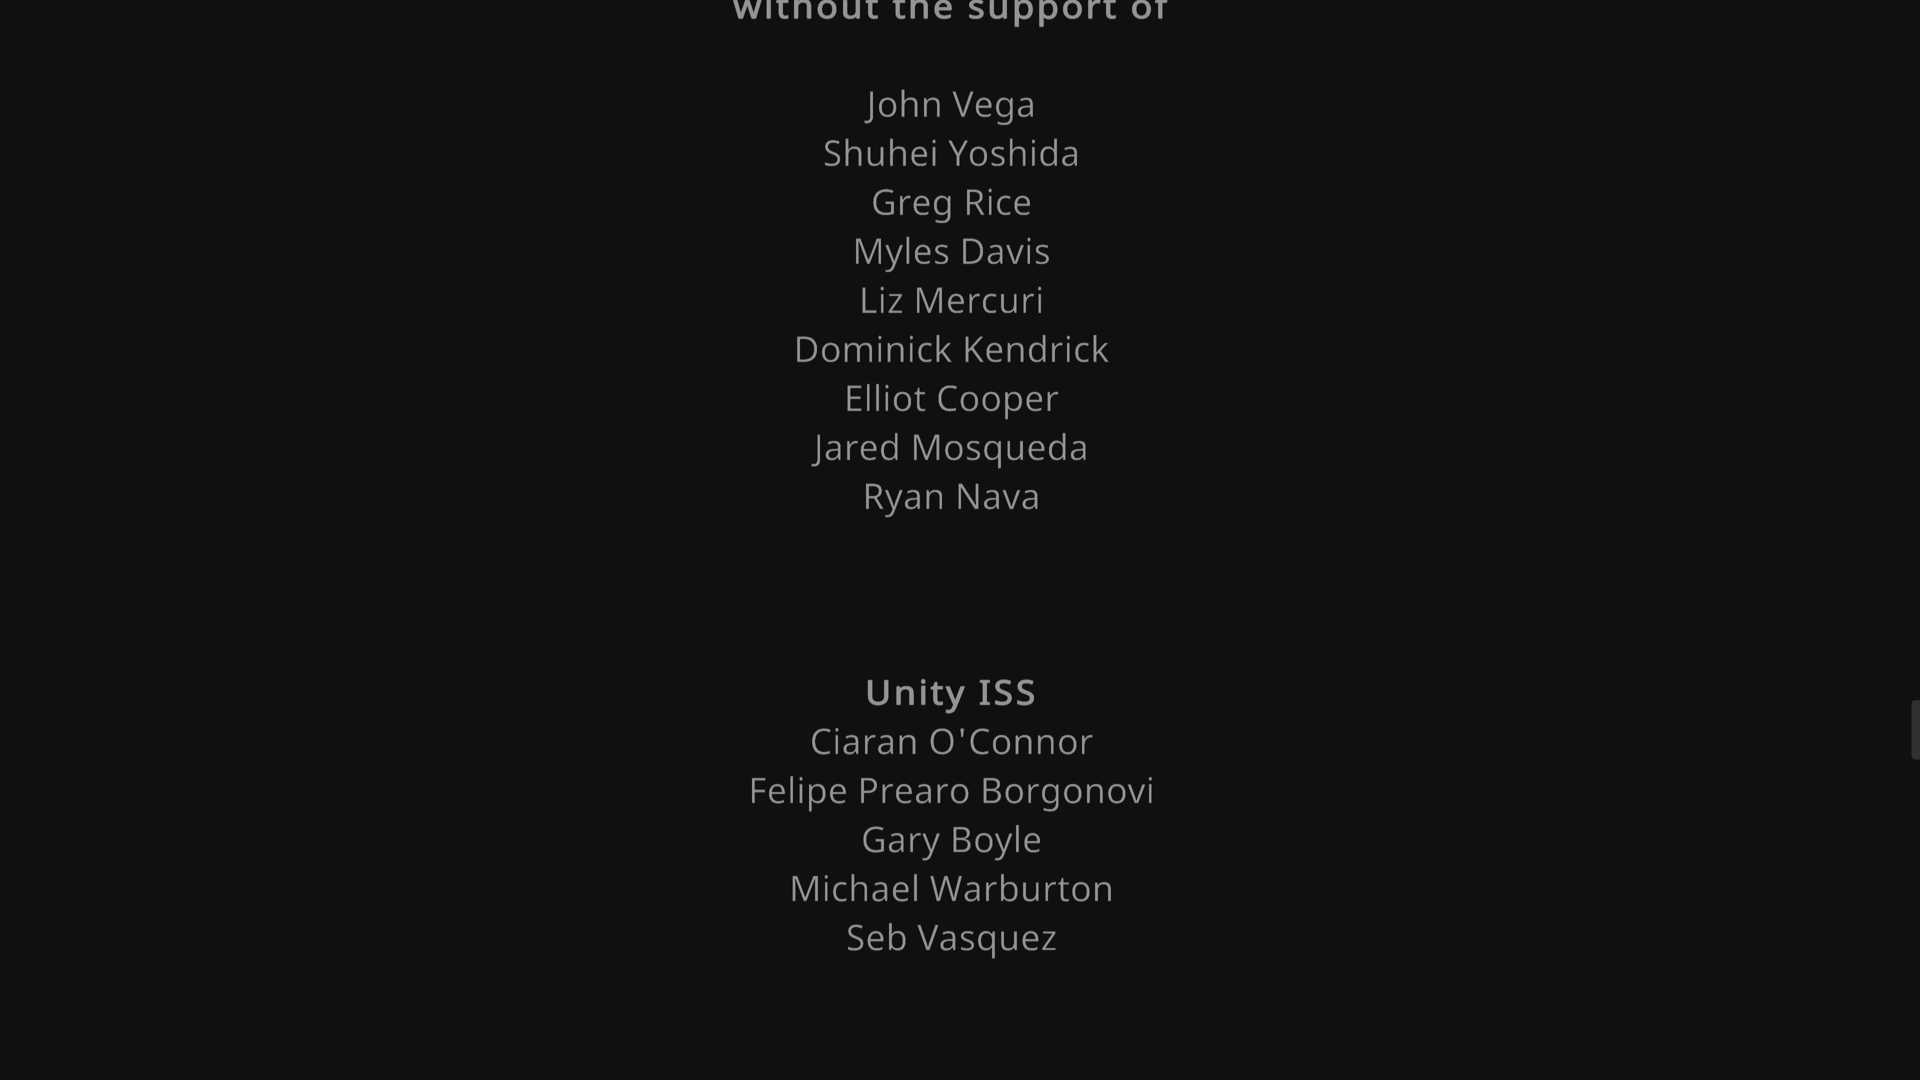 without the support of
John Vega
Shuhei Yoshida
Greg Rice
Myles Davis
Liz Mercuri
Dominick Kendrick
Elliot Cooper
Jared Mosqueda
Ryan Nava
Unity ISS
Ciaran O'Connor
Felipe Prearo Borgonovi
Gary Boyle
Michael Warburton
Seb Vasquez